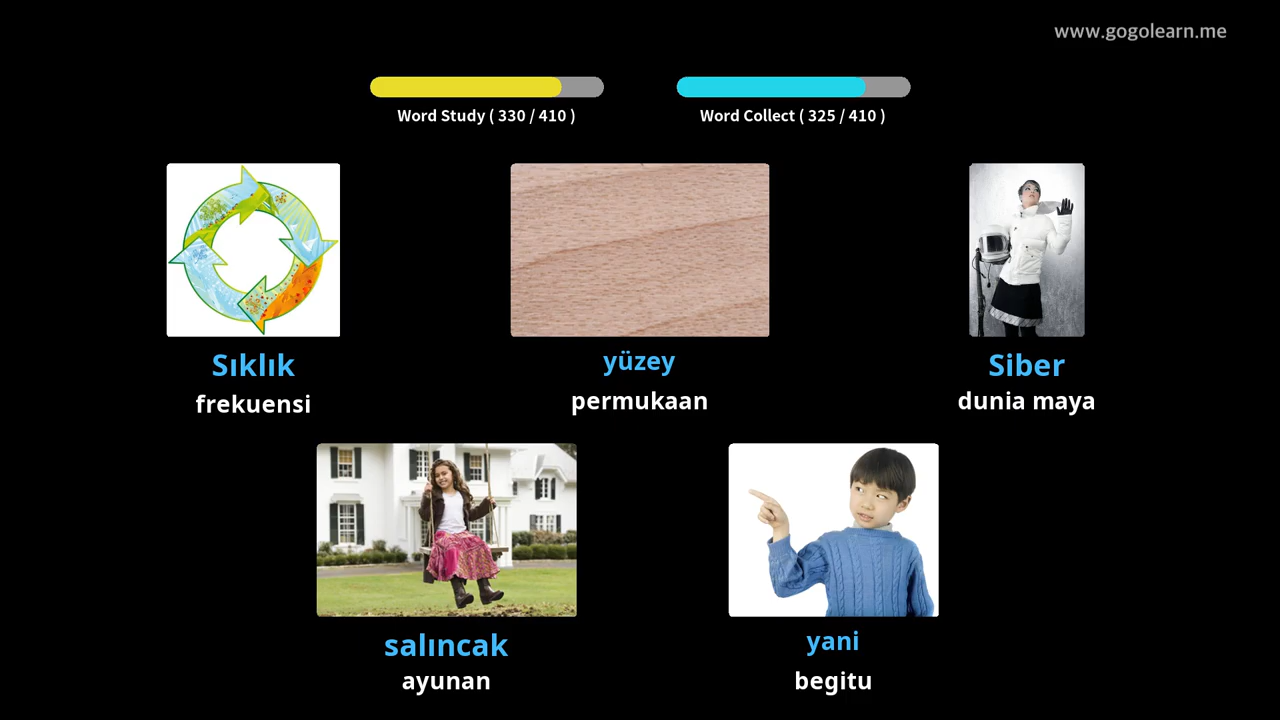 www.gogolearn.me
Word Study ( 330 / 410 )
Word Collect ( 325 / 410 )
Sıklık
frekuensi
yüzey
permukaan
Siber
dunia maya
salıncak
ayunan
yani
begitu